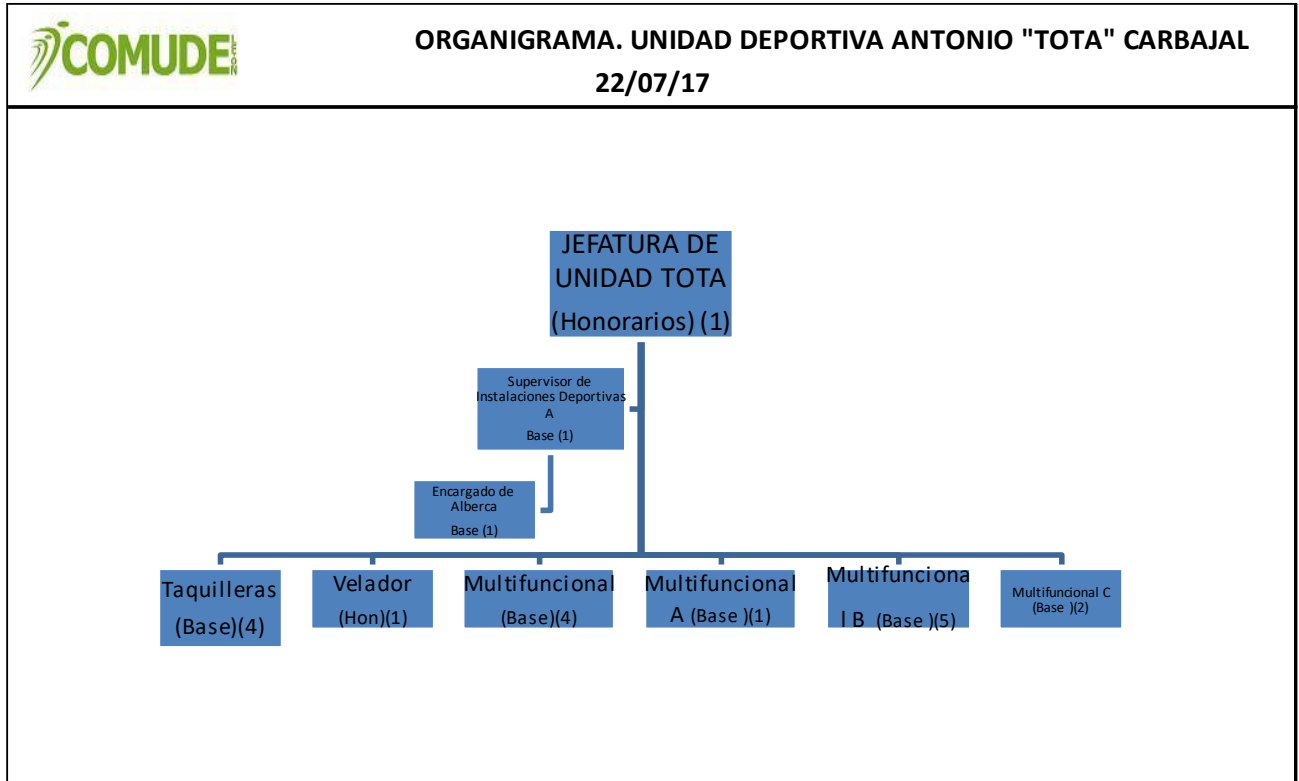 COMUDE LEÓN
ORGANIGRAMA. UNIDAD DEPORTIVA ANTONIO "TOTA" CARBAJAL
22/07/17
JEFATURA DE
UNIDAD TOTA
(Honorarios) (1)
Supervisor de
Instalaciones Deportivas
A
Base (1)
Encargado de
Alberca
Base (1)
Taquilleras
(Base)(4)
Velador
(Hon)(1)
Multifuncional
(Base)(4)
Multifuncional
A (Base )(1)
Multifunciona
l B (Base )(5)
Multifuncional C
(Base )(2)